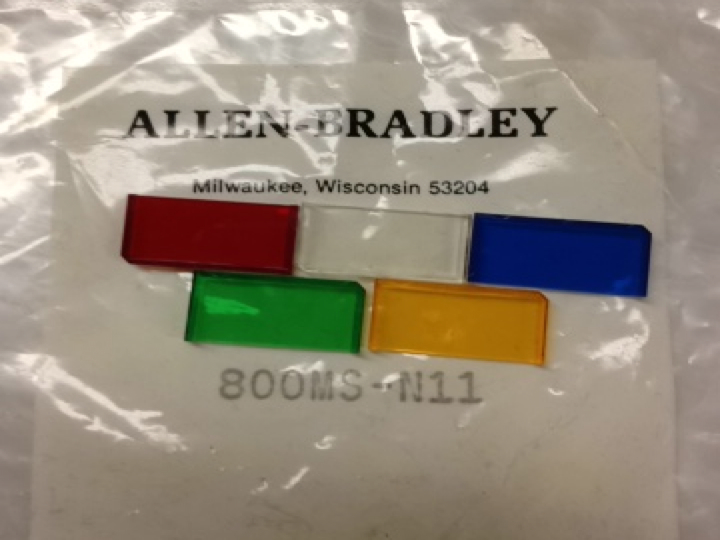 ALLEN-BRADLEY
Milwaukee, Wisconsin 53204
800MS-N11